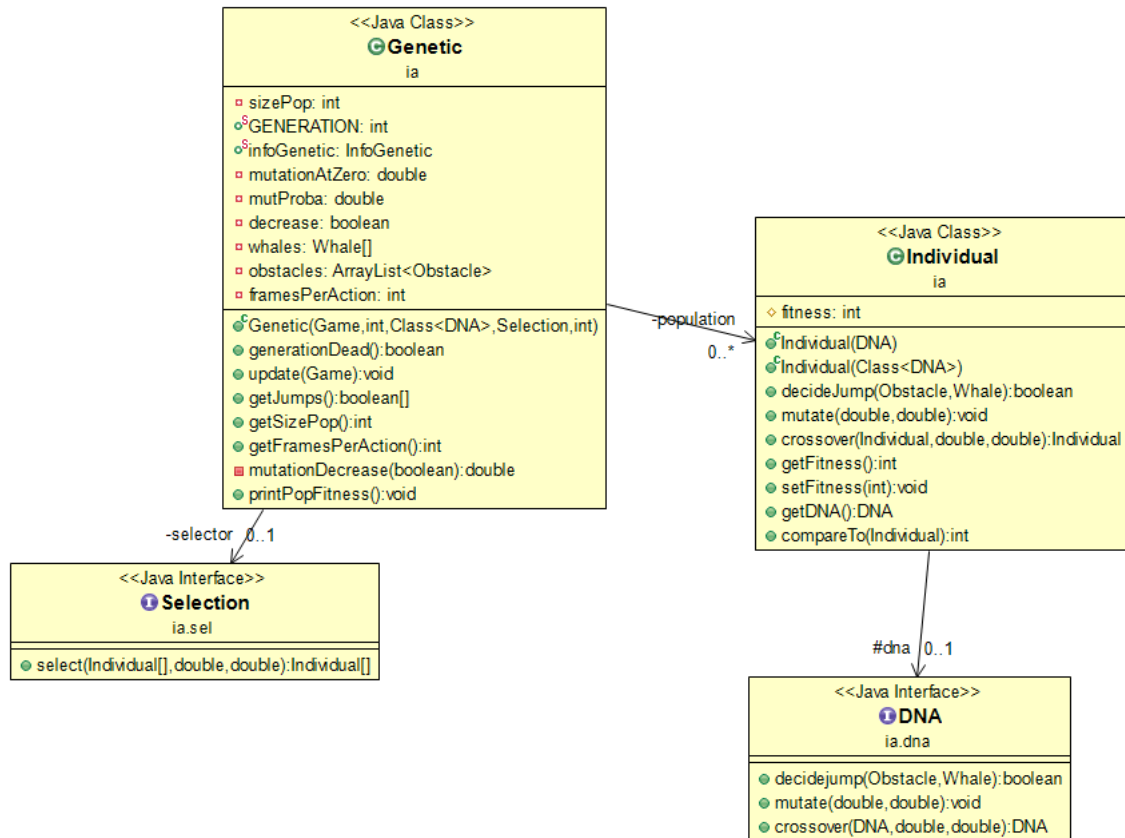 <<Java Class>>
Genetic
ia
sizePop: int
GENERATION: int
infoGenetic: InfoGenetic
mutationAtZero: double
mutProba: double
decrease: boolean
whales: Whale[]
obstacles: ArrayList<Obstacle>
framesPerAction: int
Genetic(Game,int,Class<DNA>,Selection,int)
generationDead():boolean
update(Game):void
getJumps():boolean[]
getSizePop():int
getFramesPerAction():int
mutationDecrease(boolean):double
printPopFitness():void
-population
0..*
<<Java Class>>
Individual
ia
fitness: int
Individual(DNA)
Individual(Class<DNA>)
decideJump(Obstacle,Whale):boolean
mutate(double,double):void
crossover(Individual,double,double):Individual
getFitness():int
setFitness(int):void
getDNA():DNA
compareTo(Individual):int
-selector 0..1
<<Java Interface>>
Selection
ia.sel
select(Individual[],double,double):Individual[]
#dna 0..1
<<Java Interface>>
DNA
ia.dna
decidejump(Obstacle,Whale):boolean
mutate(double,double):void
crossover(DNA,double,double):DNA